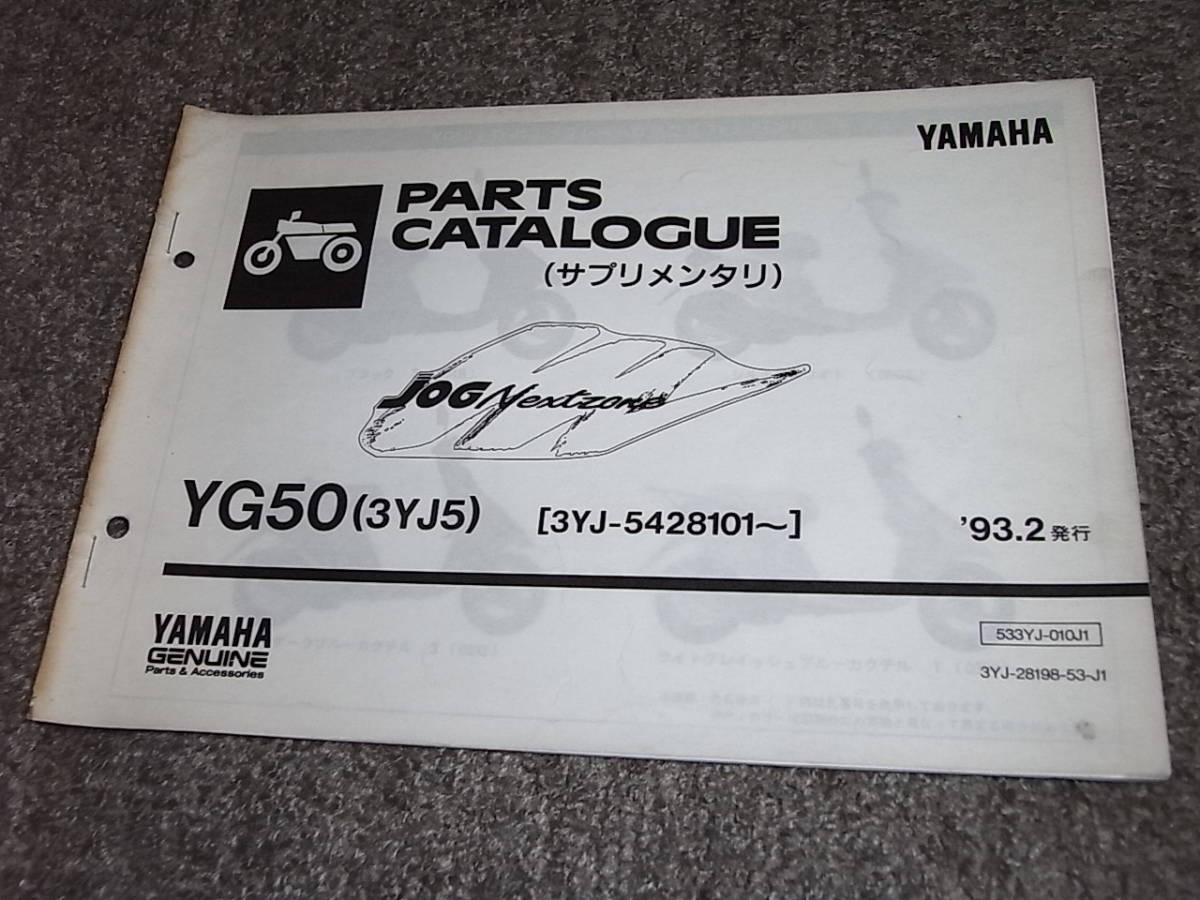 YAMAHA
PARTS
CATALOGUE
(サプリメンタリ)
JOG Nextzone
YG50 (3YJ5) [3YJ-5428101～] '93.2 発行
YAMAHA
GENUINE
Parts & Accessories
533YJ-010J1
3YJ-28198-53-J1